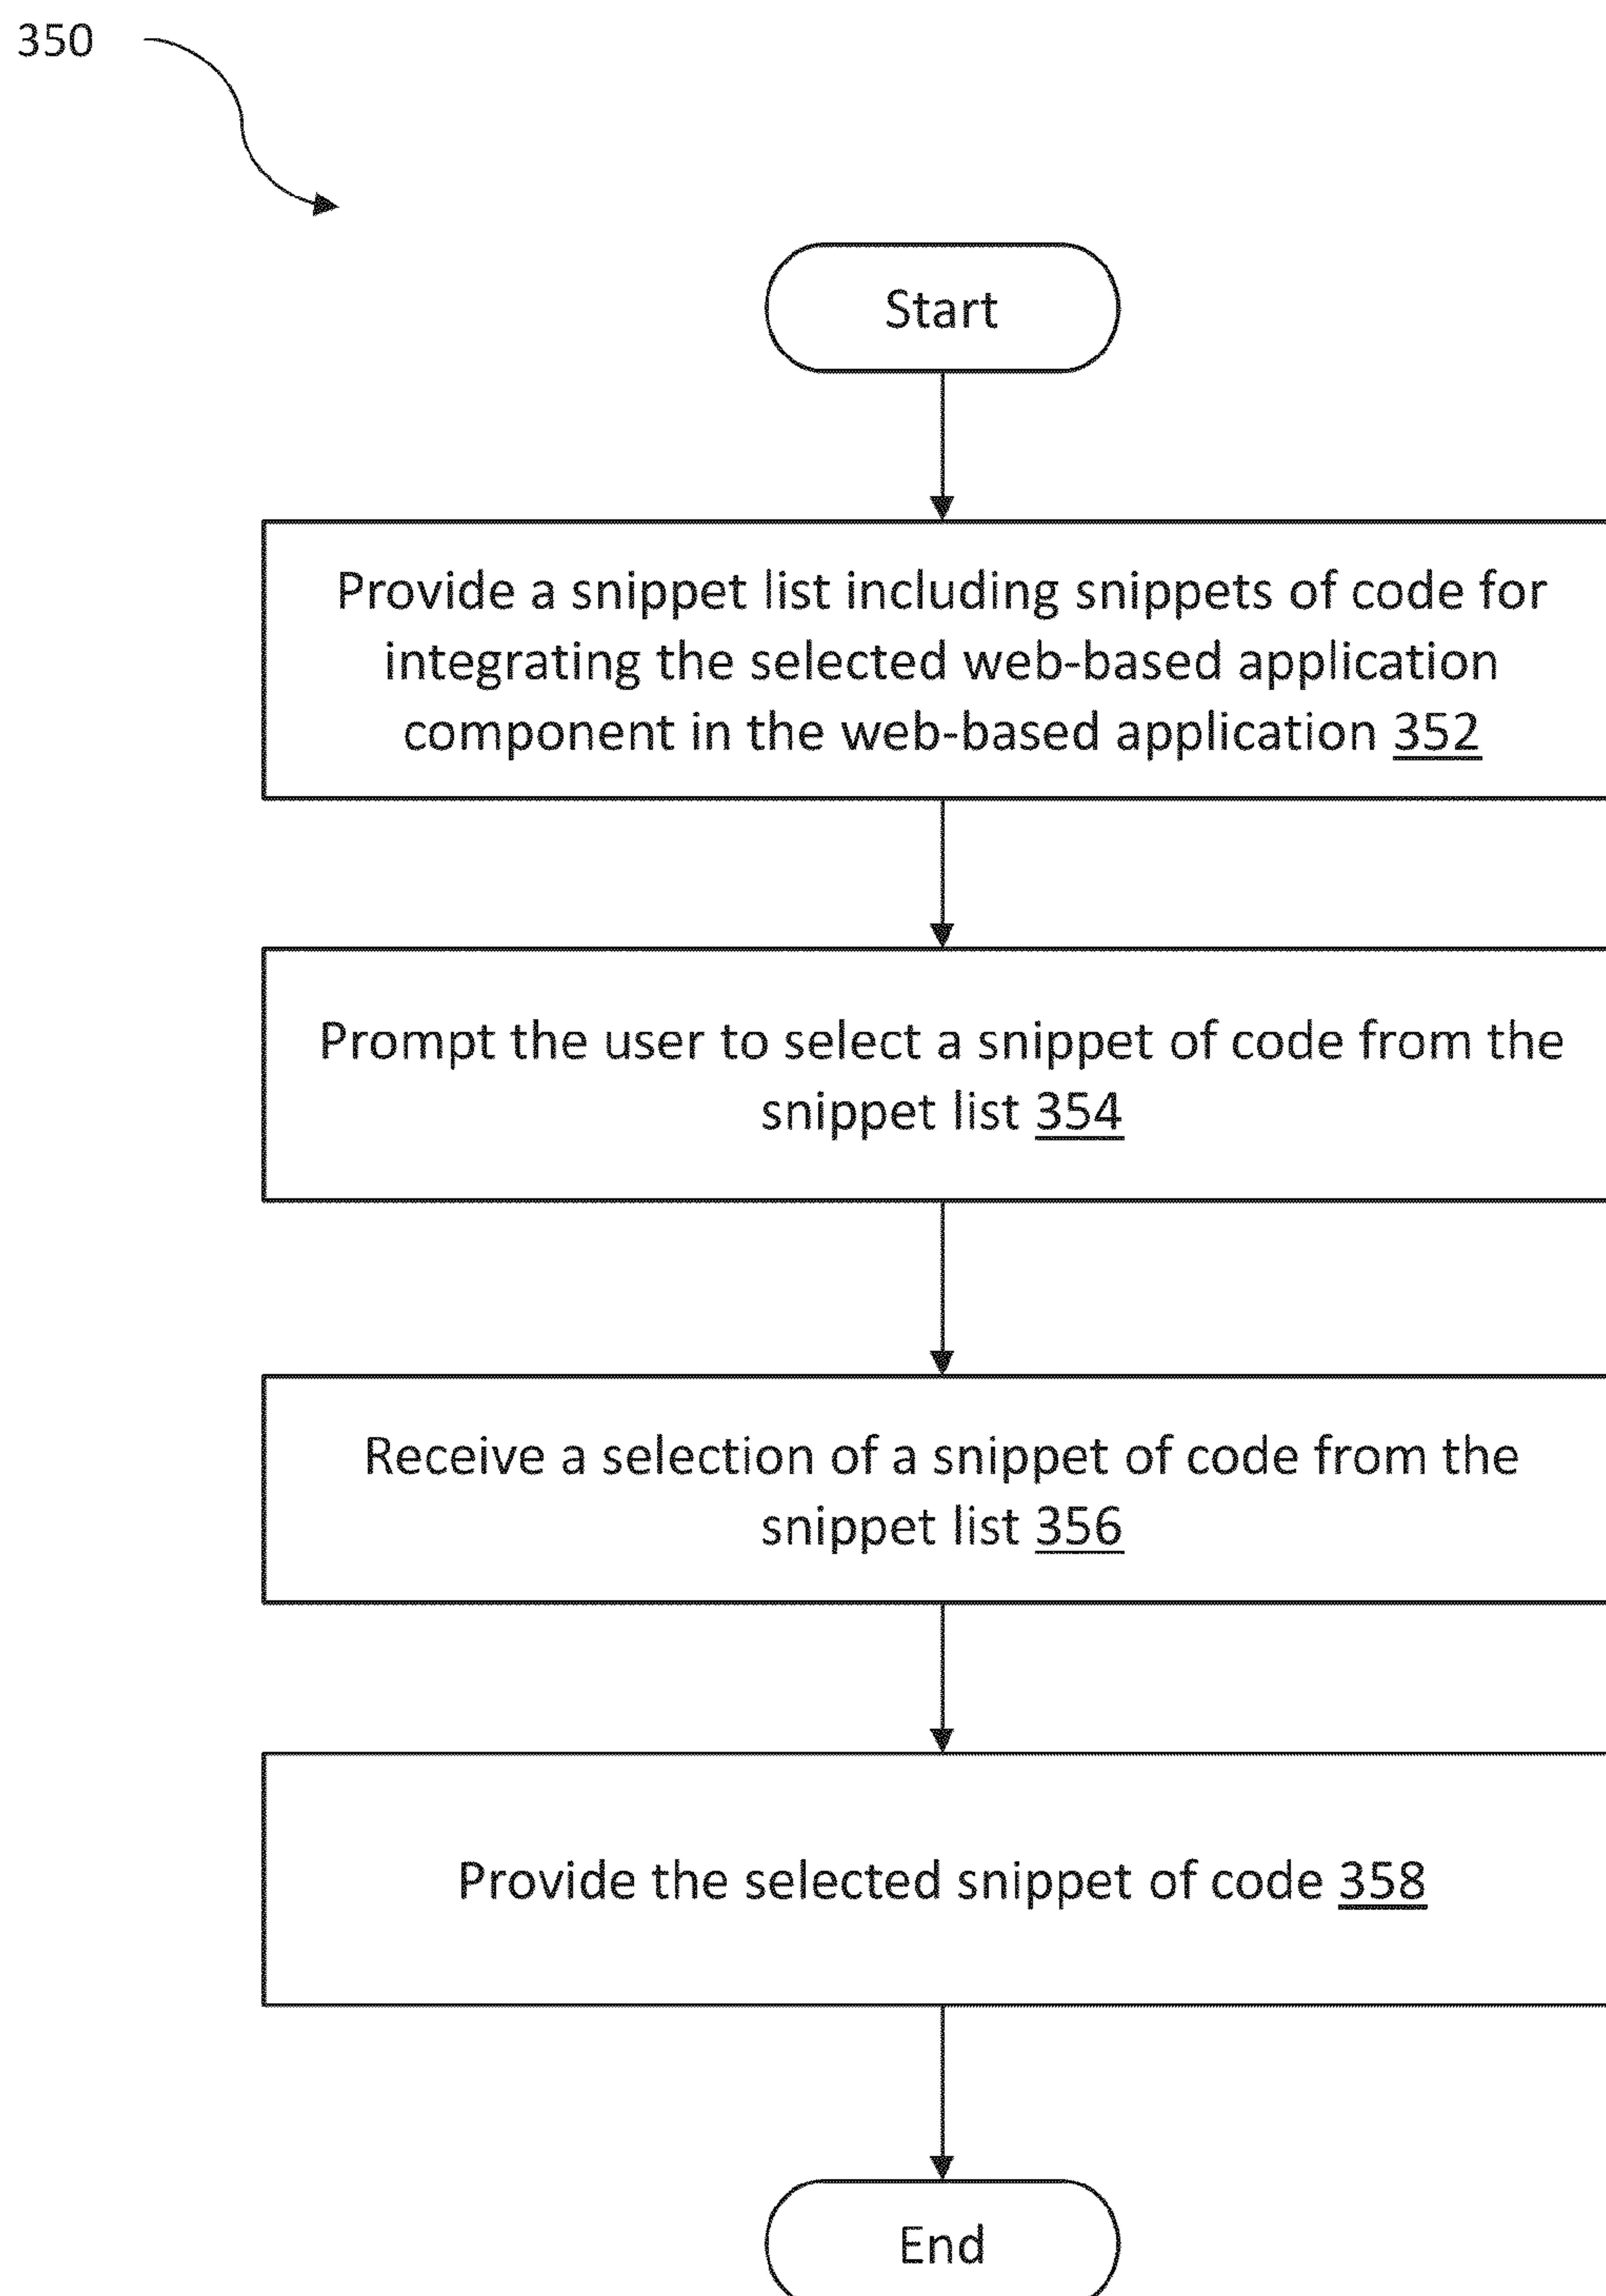 350
Start
Provide a snippet list including snippets of code for
integrating the selected web-based application
component in the web-based application 352
Prompt the user to select a snippet of code from the
snippet list 354
Receive a selection of a snippet of code from the
snippet list 356
Provide the selected snippet of code 358
End